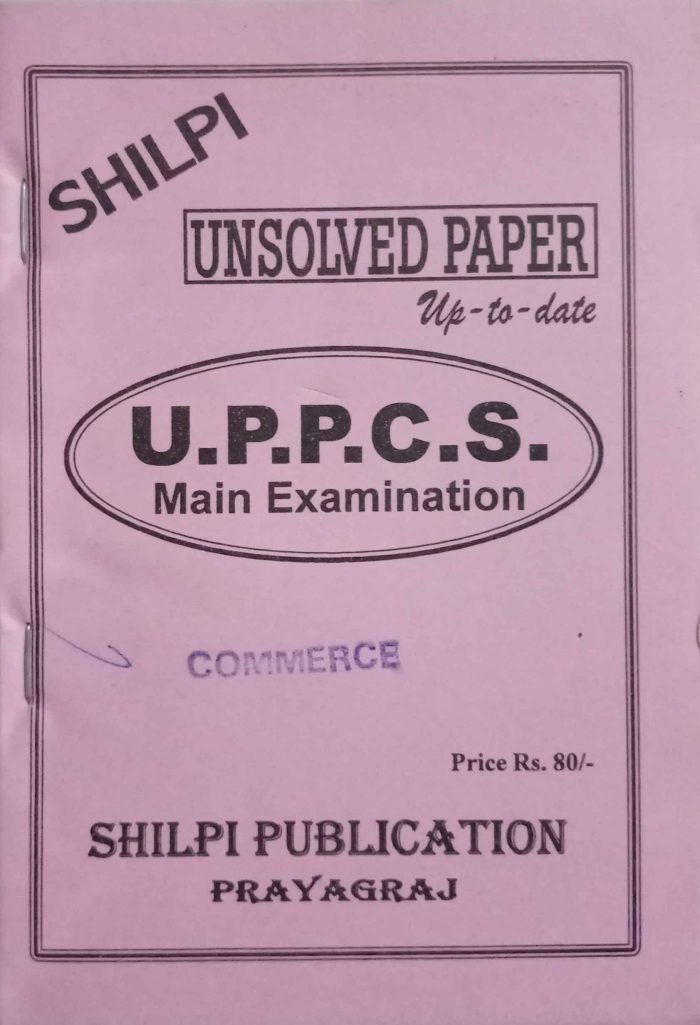 SHILPI
UNSOLVED PAPER
Up-to-date
U.P.P.C.S.
Main Examination
COMMERCE
Price Rs. 80/-
SHILPI PUBLICATION
PRAYAGRAJ